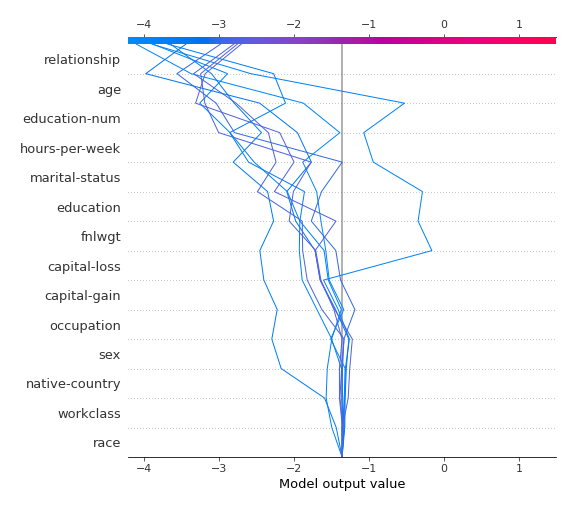 −4 −3 −2 −1 0 1
relationship
age
education-num
hours-per-week
marital-status
education
fnlwgt
capital-loss
capital-gain
occupation
sex
native-country
workclass
race
−4 −3 −2 −1 0 1
Model output value